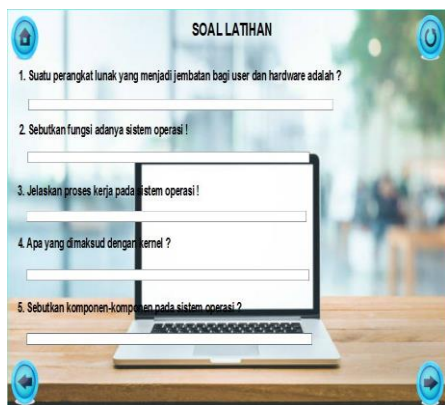 SOAL LATIHAN
1. Suatu perangkat lunak yang menjadi jembatan bagi user dan hardware adalah ?
2. Sebutkan fungsi adanya sistem operasi !
3. Jelaskan proses kerja pada sistem operasi !
4. Apa yang dimaksud dengan kernel ?
5. Sebutkan komponen-komponen pada sistem operasi ?